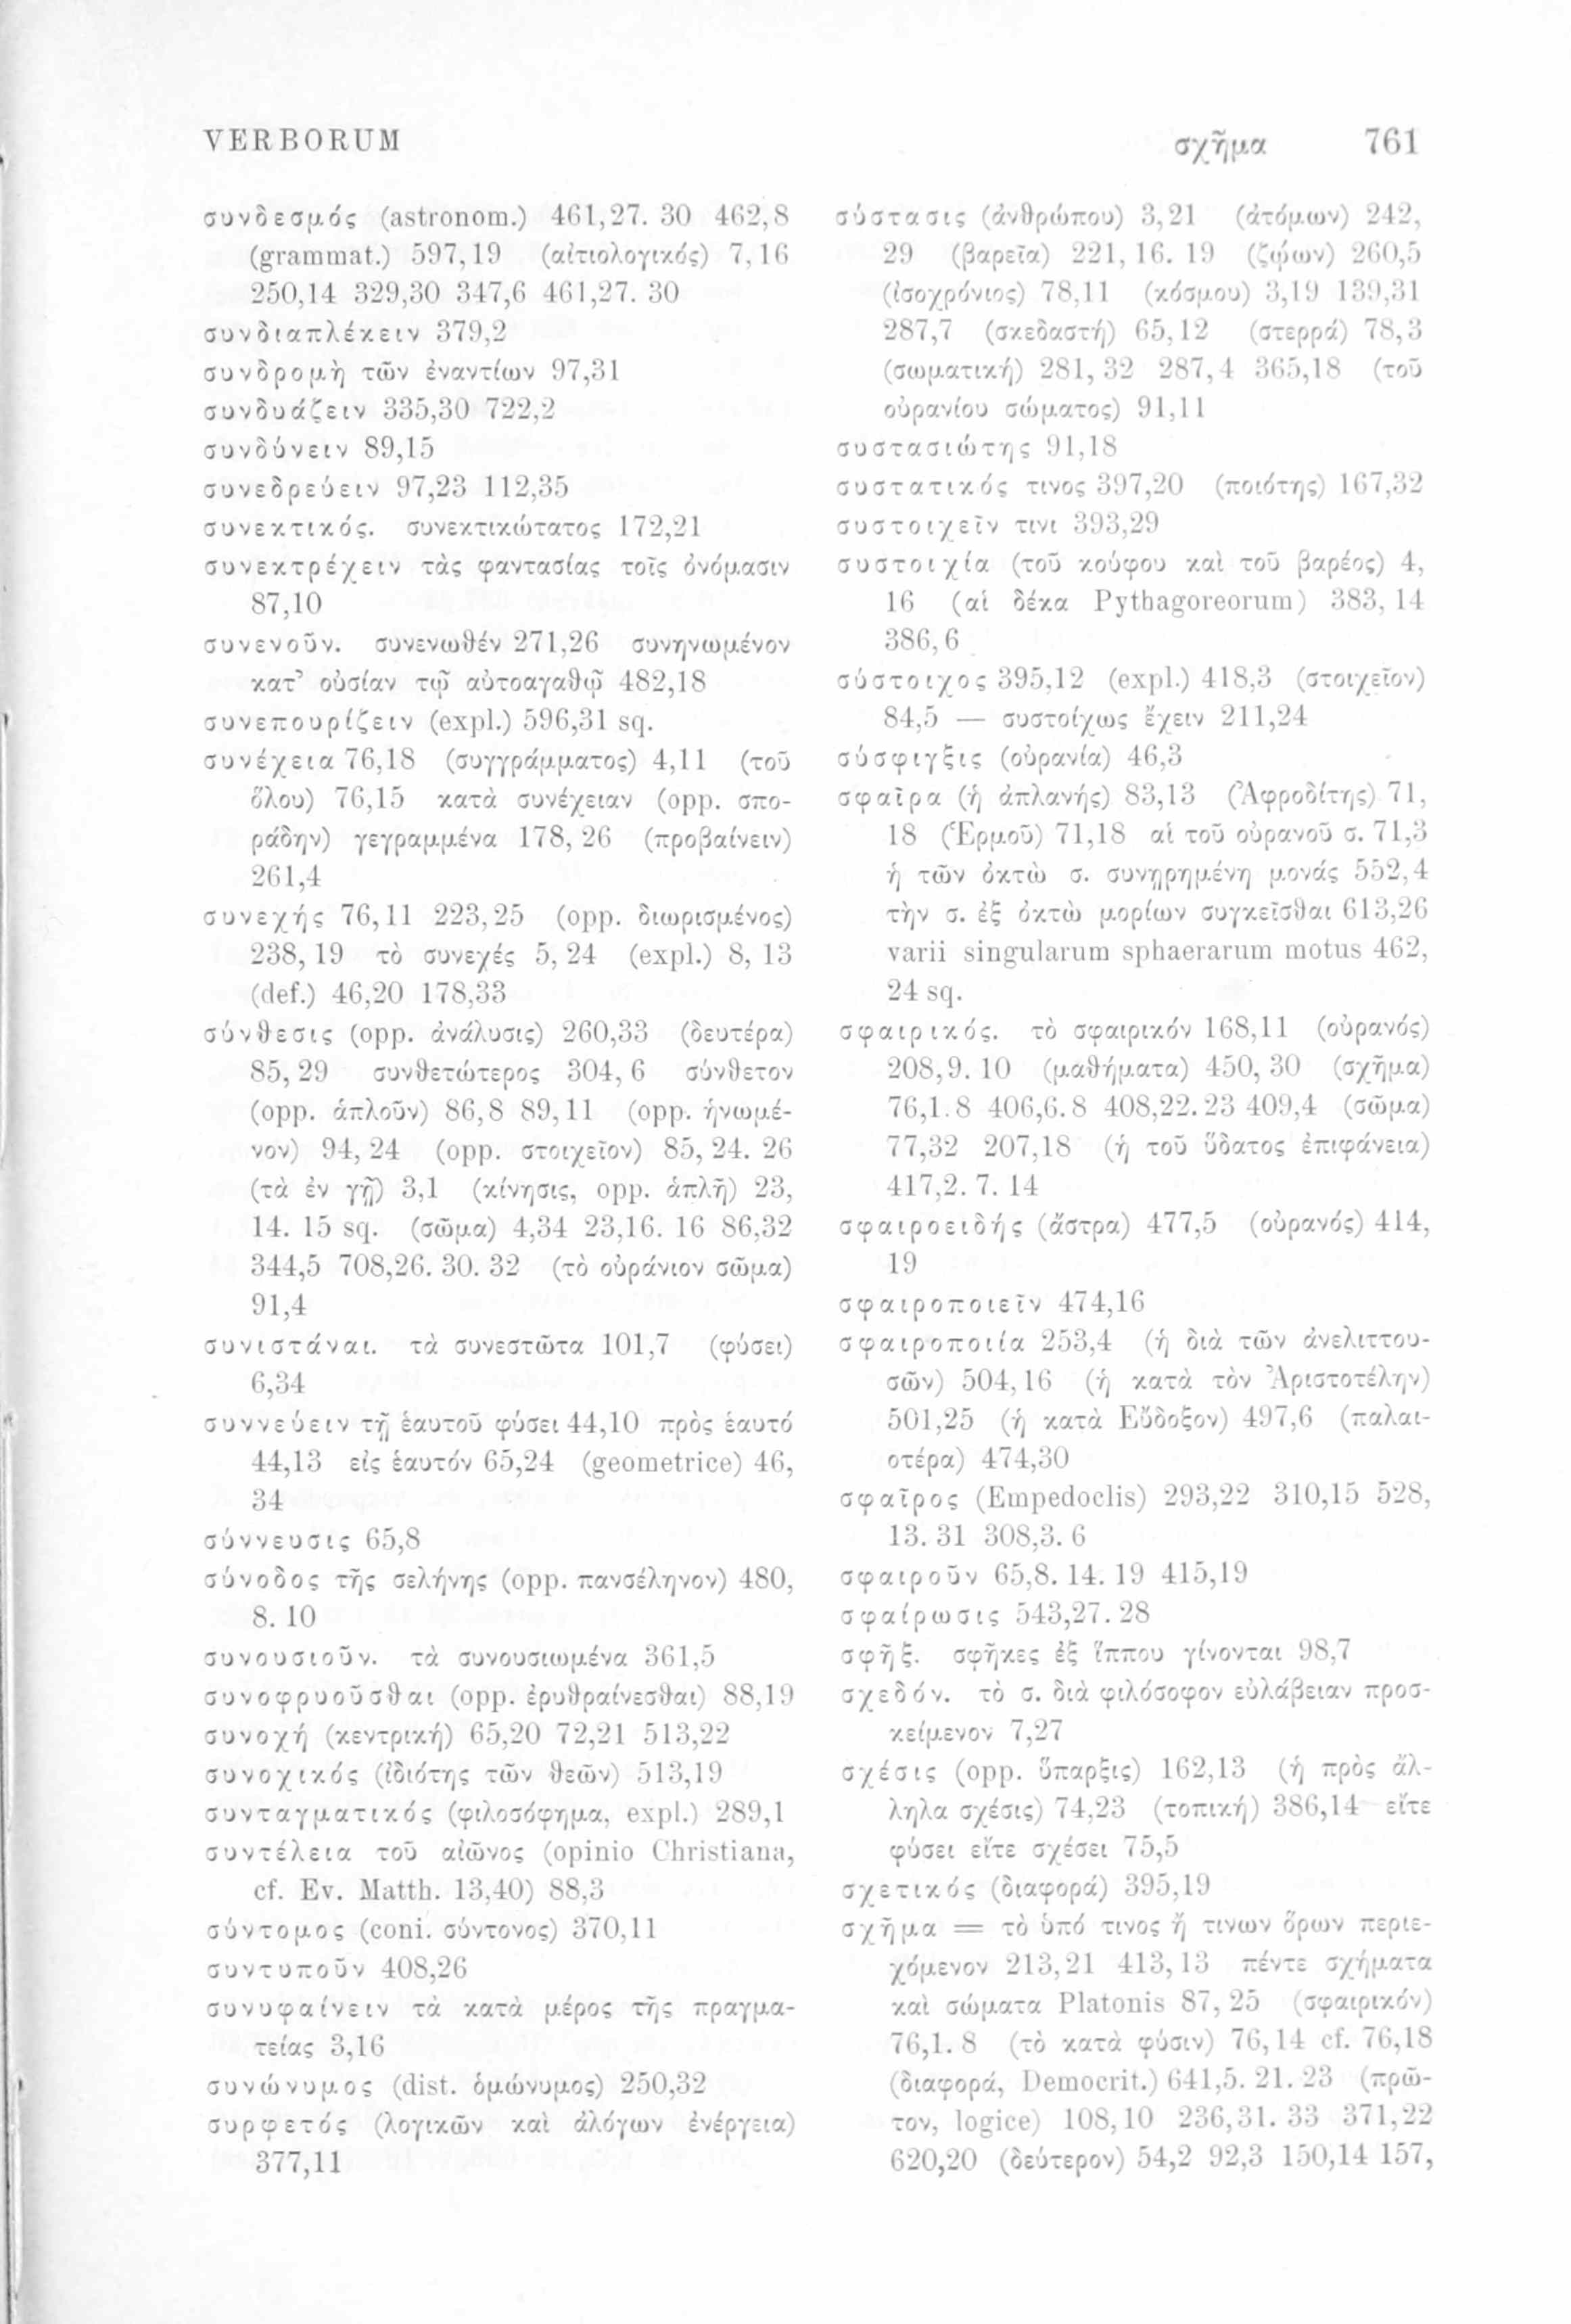 VERBORUM
σχῆμα 761
συνδεσμός (astronom.) 461,27. 30 462,8
(grammat.) 597,19 (αἰτιολογικός) 7,16
250,14 329,30 347,6 461,27. 30
συνδιαπλέκειν 379,2
συνδρομὴ τῶν ἐναντίων 97,31
συνδυάζειν 335,30 722,2
συνδύνειν 89,15
συνεδρεύειν 97,23 112,35
συνεκτικός. συνεκτικώτατος 172,21
συνεκτρέχειν τὰς φαντασίας τοῖς ὀνόμασιν
87,10
συνενοῦν. συνενωθέν 271,26 συνηνωμένον
κατ’ οὐσίαν τῷ αὐτοαγαθῷ 482,18
συνεπουρίζειν (expl.) 596,31 sq.
συνέχεια 76,18 (συγγράμματος) 4,11 (τοῦ
ὅλου) 76,15 κατὰ συνέχειαν (opp. σπο-
ράδην) γεγραμμένα 178, 26 (προβαίνειν)
261,4
συνεχής 76,11 223,25 (opp. διωρισμένος)
238, 19 τὸ συνεχές 5, 24 (expl.) 8, 13
(def.) 46,20 178,33
σύνθεσις (opp. ἀνάλυσις) 260,33 (δευτέρα)
85, 29 συνθετώτερος 304, 6 σύνθετον
(opp. ἁπλοῦν) 86,8 89,11 (opp. ἡνωμέ-
νον) 94, 24 (opp. στοιχεῖον) 85, 24. 26
(τὰ ἐν γῇ) 3,1 (κίνησις, opp. ἁπλῆ) 23,
14. 15 sq. (σῶμα) 4,34 23,16. 16 86,32
344,5 708,26. 30. 32 (τὸ οὐράνιον σῶμα)
91,4
συνιστάναι. τὰ συνεστῶτα 101,7 (φύσει)
6,34
συννεύειν τῇ ἑαυτοῦ φύσει 44,10 πρὸς ἑαυτό
44,13 εἰς ἑαυτόν 65,24 (geometrice) 46,
34
σύννευσις 65,8
σύνοδος τῆς σελήνης (opp. πανσέληνον) 480,
8. 10
συνουσιοῦν. τὰ συνουσιωμένα 361,5
συνοφρυοῦσθαι (opp. ἐρυθραίνεσθαι) 88,19
συνοχή (κεντρική) 65,20 72,21 513,22
συνοχικός (ἰδιότης τῶν θεῶν) 513,19
συνταγματικός (φιλοσόφημα, expl.) 289,1
συντέλεια τοῦ αἰῶνος (opinio Christiana,
cf. Ev. Matth. 13,40) 88,3
σύντομος (coni. σύντονος) 370,11
συντυποῦν 408,26
συνυφαίνειν τὰ κατὰ μέρος τῆς πραγμα-
τείας 3,16
συνώνυμος (dist. ὁμώνυμος) 250,32
συρφετός (λογικῶν καὶ ἀλόγων ἐνέργεια)
377,11
σύστασις (ἀνθρώπου) 3,21 (ἀτόμων) 242,
29 (βαρεῖα) 221, 16. 19 (ζῴων) 260,5
(ἰσοχρόνιος) 78,11 (κόσμου) 3,19 139,31
287,7 (σκεδαστή) 65,12 (στερρά) 78,3
(σωματική) 281, 32 287,4 365,18 (τοῦ
οὐρανίου σώματος) 91,11
συστασιώτης 91,18
συστατικός τινος 397,20 (ποιότης) 167,32
συστοιχεῖν τινι 393,29
συστοιχία (τοῦ κούφου καὶ τοῦ βαρέος) 4,
16 (αἱ δέκα Pythagoreorum) 383, 14
386, 6
σύστοιχος 395,12 (expl.) 418,3 (στοιχεῖον)
84,5 — συστοίχως ἔχειν 211,24
σύσφιγξις (οὐρανία) 46,3
σφαῖρα (ἡ ἀπλανής) 83,13 (Ἀφροδίτης) 71,
18 (Ἑρμοῦ) 71,18 αἱ τοῦ οὐρανοῦ σ. 71,3
ἡ τῶν ὀκτὼ σ. συνῃρημένη μονάς 552,4
τὴν σ. ἐξ ὀκτὼ μορίων συγκεῖσθαι 613,26
varii singularum sphaerarum motus 462,
24 sq.
σφαιρικός. τὸ σφαιρικόν 168,11 (οὐρανός)
208,9. 10 (μαθήματα) 450, 30 (σχῆμα)
76,1. 8 406,6. 8 408,22. 23 409,4 (σῶμα)
77,32 207,18 (ἡ τοῦ ὕδατος ἐπιφάνεια)
417,2. 7. 14
σφαιροειδής (ἄστρα) 477,5 (οὐρανός) 414,
19
σφαιροποιεῖν 474,16
σφαιροποιία 253,4 (ἡ διὰ τῶν ἀνελιττου-
σῶν) 504, 16 (ἡ κατὰ τὸν Ἀριστοτέλην)
501,25 (ἡ κατὰ Εὔδοξον) 497,6 (παλαι-
οτέρα) 474,30
σφαῖρος (Empedoclis) 293,22 310,15 528,
13. 31 308,3. 6
σφαιροῦν 65,8. 14. 19 415,19
σφαίρωσις 543,27. 28
σφῆξ. σφῆκες ἐξ ἵππου γίνονται 98,7
σχεδόν. τὸ σ. διὰ φιλόσοφον εὐλάβειαν προσ-
κείμενον 7,27
σχέσις (opp. ὕπαρξις) 162,13 (ἡ πρὸς ἄλ-
ληλα σχέσις) 74,23 (τοπική) 386,14 εἴτε
φύσει εἴτε σχέσει 75,5
σχετικός (διαφορά) 395,19
σχῆμα = τὸ ὑπό τινος ἤ τινων ὅρων περιε-
χόμενον 213,21 413, 13 πέντε σχήματα
καὶ σώματα Platonis 87, 25 (σφαιρικόν)
76,1. 8 (τὸ κατὰ φύσιν) 76, 14 cf. 76,18
(διαφορά, Democrit.) 641,5. 21. 23 (πρῶ-
τον, logice) 108, 10 236,31. 33 371,22
620,20 (δεύτερον) 54,2 92,3 150,14 157,